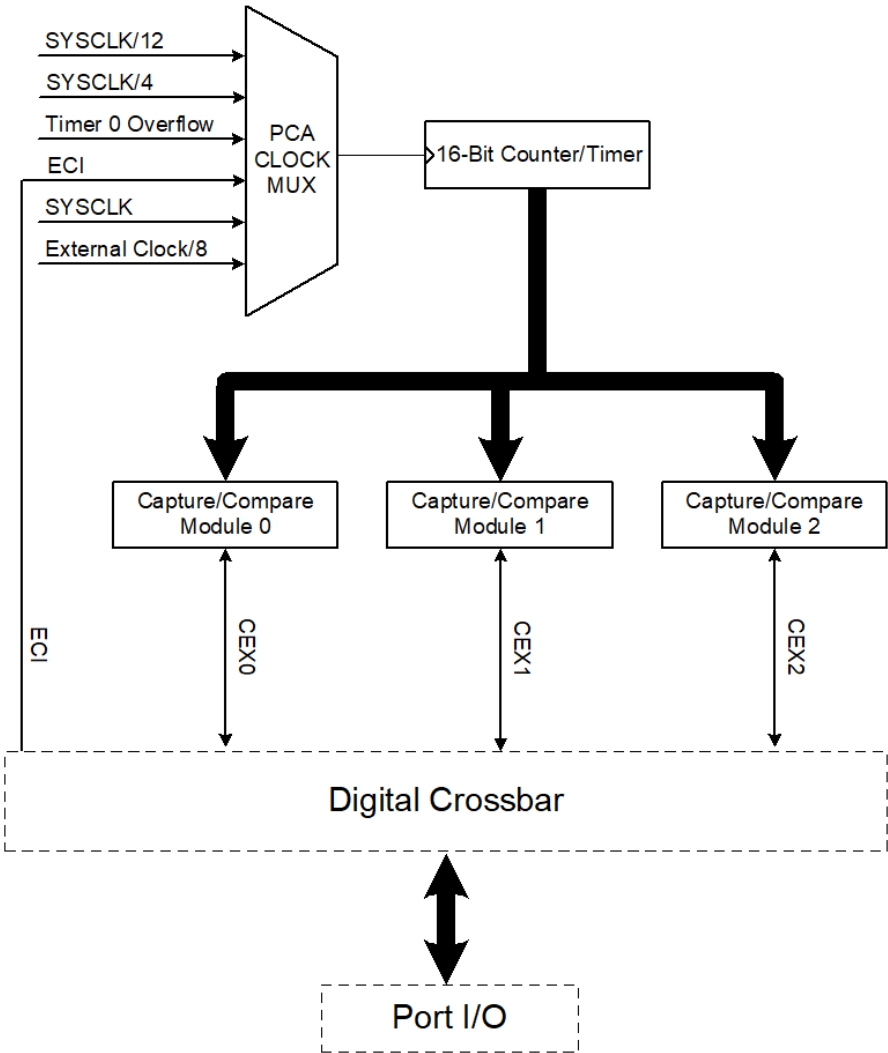 SYSCLK/12
SYSCLK/4
Timer 0 Overflow
ECI
SYSCLK
External Clock/8
PCA
CLOCK
MUX
16-Bit Counter/Timer
Capture/Compare
Module 0
Capture/Compare
Module 1
Capture/Compare
Module 2
ECI
CEX0
CEX1
CEX2
Digital Crossbar
Port I/O